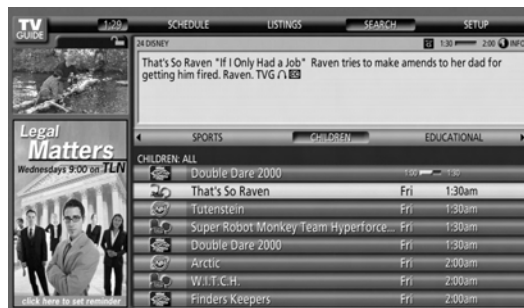 TV
GUIDE
1:29
SCHEDULE
LISTINGS
SEARCH
SETUP
24 DISNEY
1:30
2:00
INFO
That's So Raven "If I Only Had a Job" Raven tries to make amends to her dad for
getting him fired. Raven. TVG
Legal
Matters
Wednesdays 9:00 on TLN
click here to set reminder
SPORTS
CHILDREN
EDUCATIONAL
CHILDREN: ALL
Double Dare 2000 1:00 1:30
That's So Raven Fri 1:30am
Tutenstein Fri 1:30am
Super Robot Monkey Team Hyperforce... Fri 1:30am
Double Dare 2000 Fri 1:30am
Arctic Fri 2:00am
W.I.T.C.H. Fri 2:00am
Finders Keepers Fri 2:00am